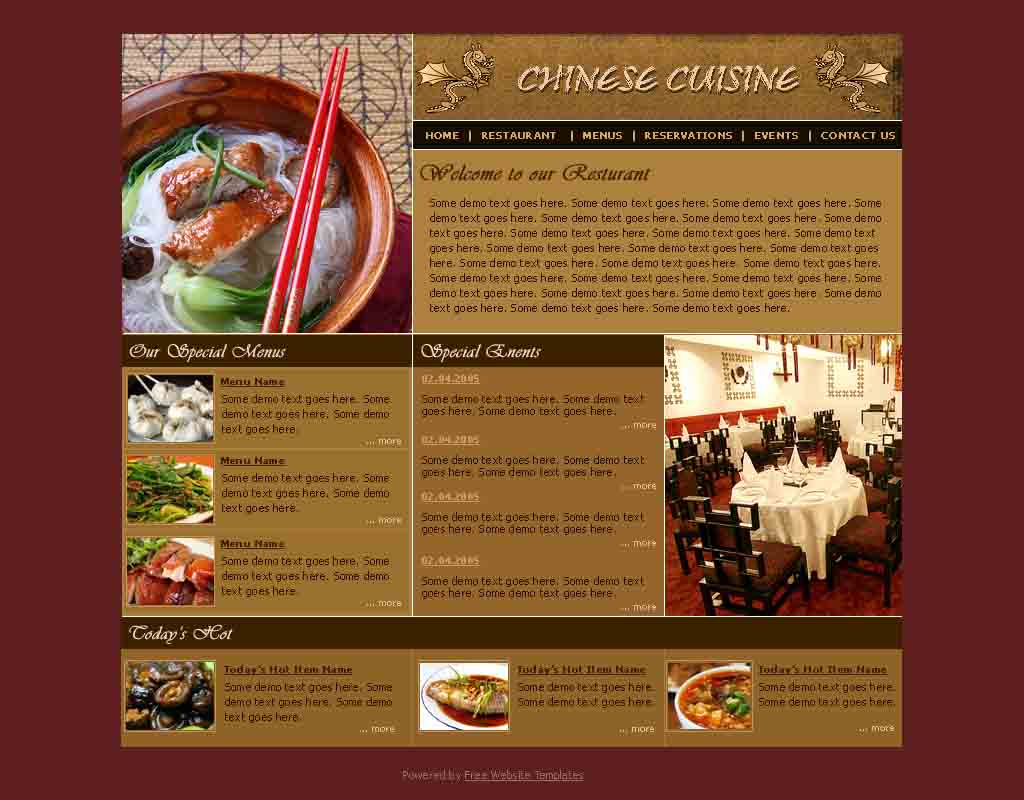 CHINESE CUISINE
HOME | RESTAURANT | MENUS | RESERVATIONS | EVENTS | CONTACT US
Welcome to our Resturant
Some demo text goes here. Some demo text goes here. Some demo text goes here. Some
demo text goes here. Some demo text goes here. Some demo text goes here. Some demo
text goes here. Some demo text goes here. Some demo text goes here. Some demo text
goes here. Some demo text goes here. Some demo text goes here. Some demo text goes
here. Some demo text goes here. Some demo text goes here. Some demo text goes here.
Some demo text goes here. Some demo text goes here. Some demo text goes here. Some
demo text goes here. Some demo text goes here. Some demo text goes here. Some demo
text goes here. Some demo text goes here. Some demo text goes here.
Our Special Menus
Menu Name
Some demo text goes here. Some
demo text goes here. Some demo
text goes here.
... more
Menu Name
Some demo text goes here. Some
demo text goes here. Some demo
text goes here.
... more
Menu Name
Some demo text goes here. Some
demo text goes here. Some demo
text goes here.
... more
Special Enents
02.04.2005
Some demo text goes here. Some demo text
goes here. Some demo text goes here.
... more
02.04.2005
Some demo text goes here. Some demo text
goes here. Some demo text goes here.
... more
02.04.2005
Some demo text goes here. Some demo text
goes here. Some demo text goes here.
... more
02.04.2005
Some demo text goes here. Some demo text
goes here. Some demo text goes here.
... more
Today's Hot
Today's Hot Item Name
Some demo text goes here. Some
demo text goes here. Some demo
text goes here.
... more
Today's Hot Item Name
Some demo text goes here.
Some demo text goes here.
... more
Today's Hot Item Name
Some demo text goes here.
Some demo text goes here.
... more
Powered by Free Website Templates